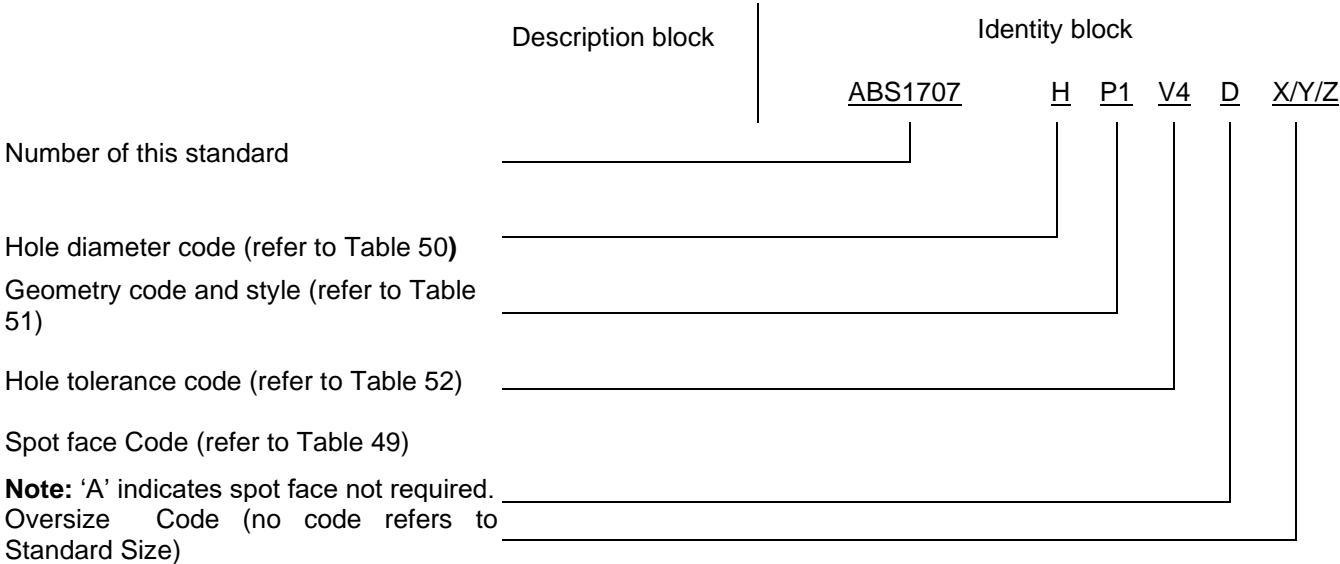 Description block
Identity block
ABS1707 H P1 V4 D X/Y/Z
Number of this standard
Hole diameter code (refer to Table 50)
Geometry code and style (refer to Table
51)
Hole tolerance code (refer to Table 52)
Spot face Code (refer to Table 49)
Note: ‘A’ indicates spot face not required.
Oversize Code (no code refers to
Standard Size)